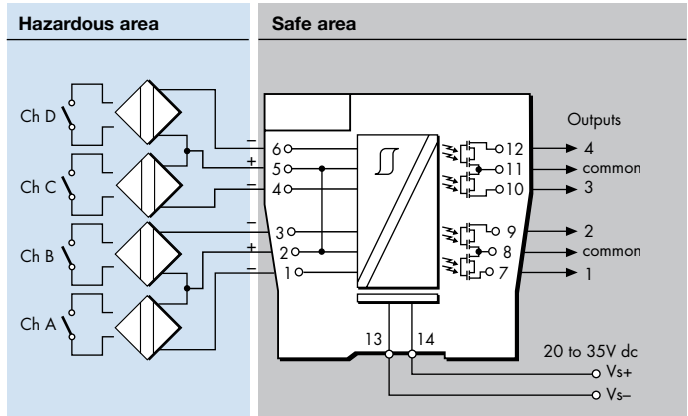 Hazardous area
Safe area
Outputs
Ch D
Ch C
Ch B
Ch A
–
6
+
5
–
4
–
3
+
2
–
1
12
4
11
common
10
3
9
2
8
common
7
1
13
14
20 to 35V dc
Vs+
Vs–